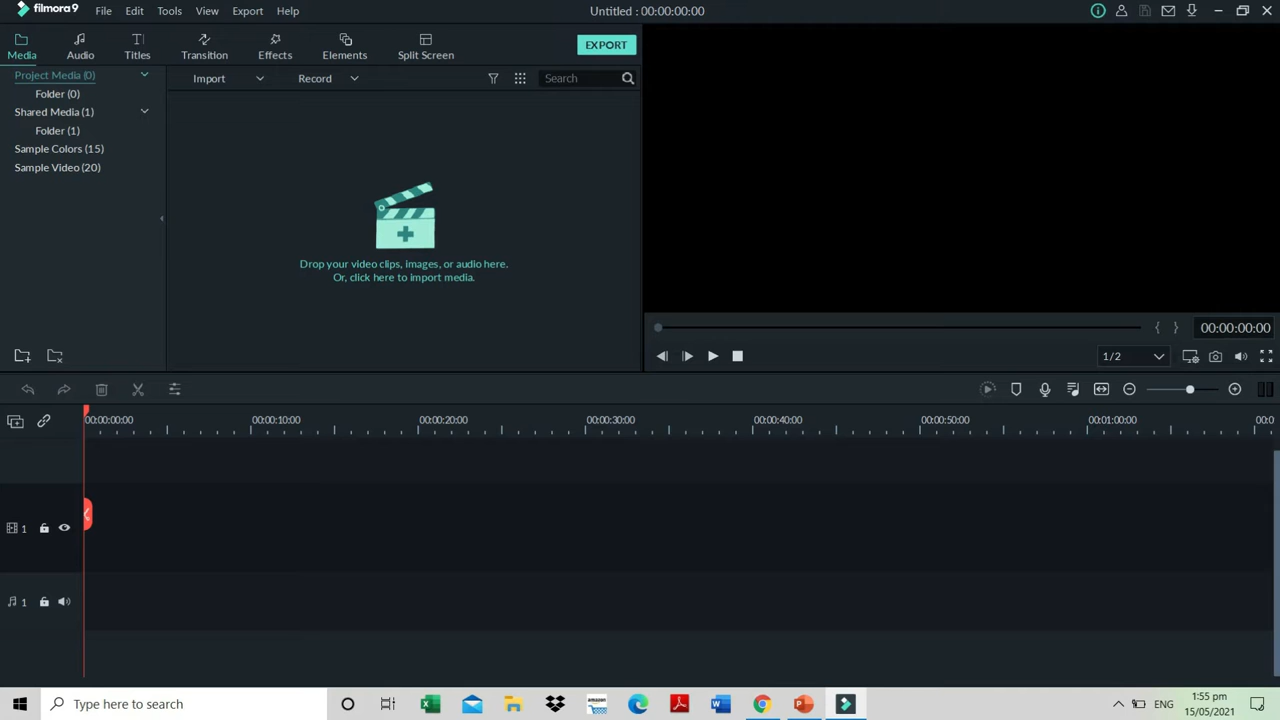 filmora9 File Edit Tools View Export Help Untitled : 00:00:00:00
Media Audio Titles Transition Effects Elements Split Screen EXPORT
Project Media (0)
Folder (0)
Shared Media (1)
Folder (1)
Sample Colors (15)
Sample Video (20)
Import Record Search
Drop your video clips, images, or audio here.
Or, click here to import media.
00:00:00:00
1/2
00:00:00:00 00:00:10:00 00:00:20:00 00:00:30:00 00:00:40:00 00:00:50:00 00:01:00:00 00:0
1
1
Type here to search
amazon
ENG
1:55 pm
15/05/2021